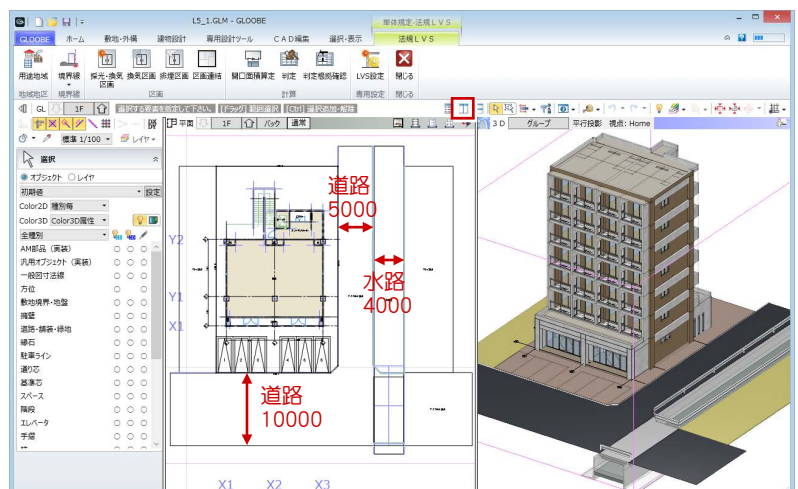 L5_1.GLM - GLOOBE
単体規定-法規ＬＶＳ
GLOOBE ホーム 敷地・外構 建物設計 専用設計ツール ＣＡＤ編集 選択・表示 法規ＬＶＳ
用途地域 境界線 採光・換気区画 換気区画 排煙区画 区画連結 開口面積算定 判定 判定根拠確認 LVS設定 閉じる
地域地区 境界線 区画 計算 専用設定 閉じる
GL 1F 選択する要素を指定して下さい。 [ドラッグ]範囲選択 [Ctrl]選択追加・解除
標準 1/100 レイヤ
平面 1F バック 通常
３Ｄ グループ 平行投影 視点: Home
選択
オブジェクト レイヤ
初期値 設定
Color2D 種別毎
Color3D Color3D属性
全種別
AM部品（実装）
汎用オブジェクト（実装）
一般図寸法線
方位
敷地境界・地盤
擁壁
道路・舗装・緑地
縁石
駐車ライン
通り芯
基準芯
スペース
階段
エレベータ
手摺
道路
5000
水路
4000
道路
10000
Y2
Y1
X1
X1 X2 X3